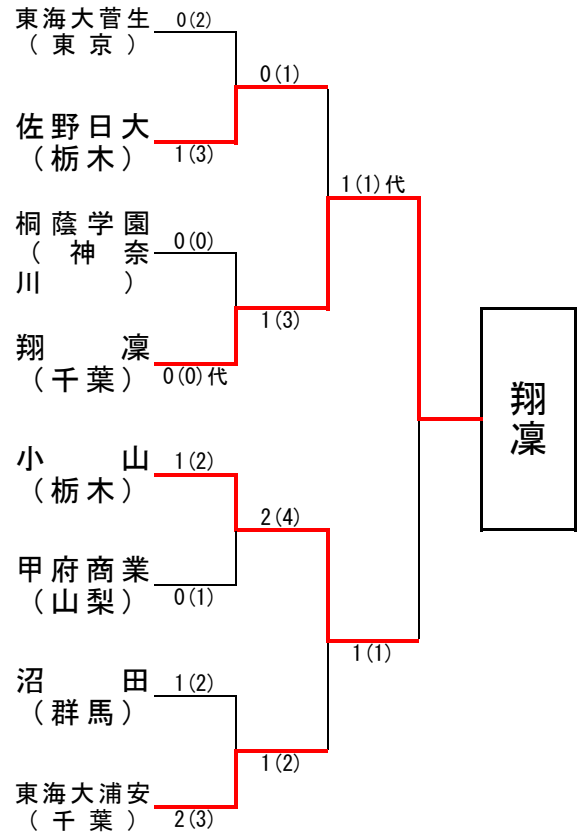 東海大菅生
（東京）
0(2)
0(1)
佐野日大
（栃木）
1(3)
1(1)代
桐蔭学園
（神奈
川）
0(0)
1(3)
翔凜
（千葉）
0(0)代
翔
凜
小山
（栃木）
1(2)
2(4)
甲府商業
（山梨）
0(1)
1(1)
沼田
（群馬）
1(2)
1(2)
東海大浦安
（千葉）
2(3)